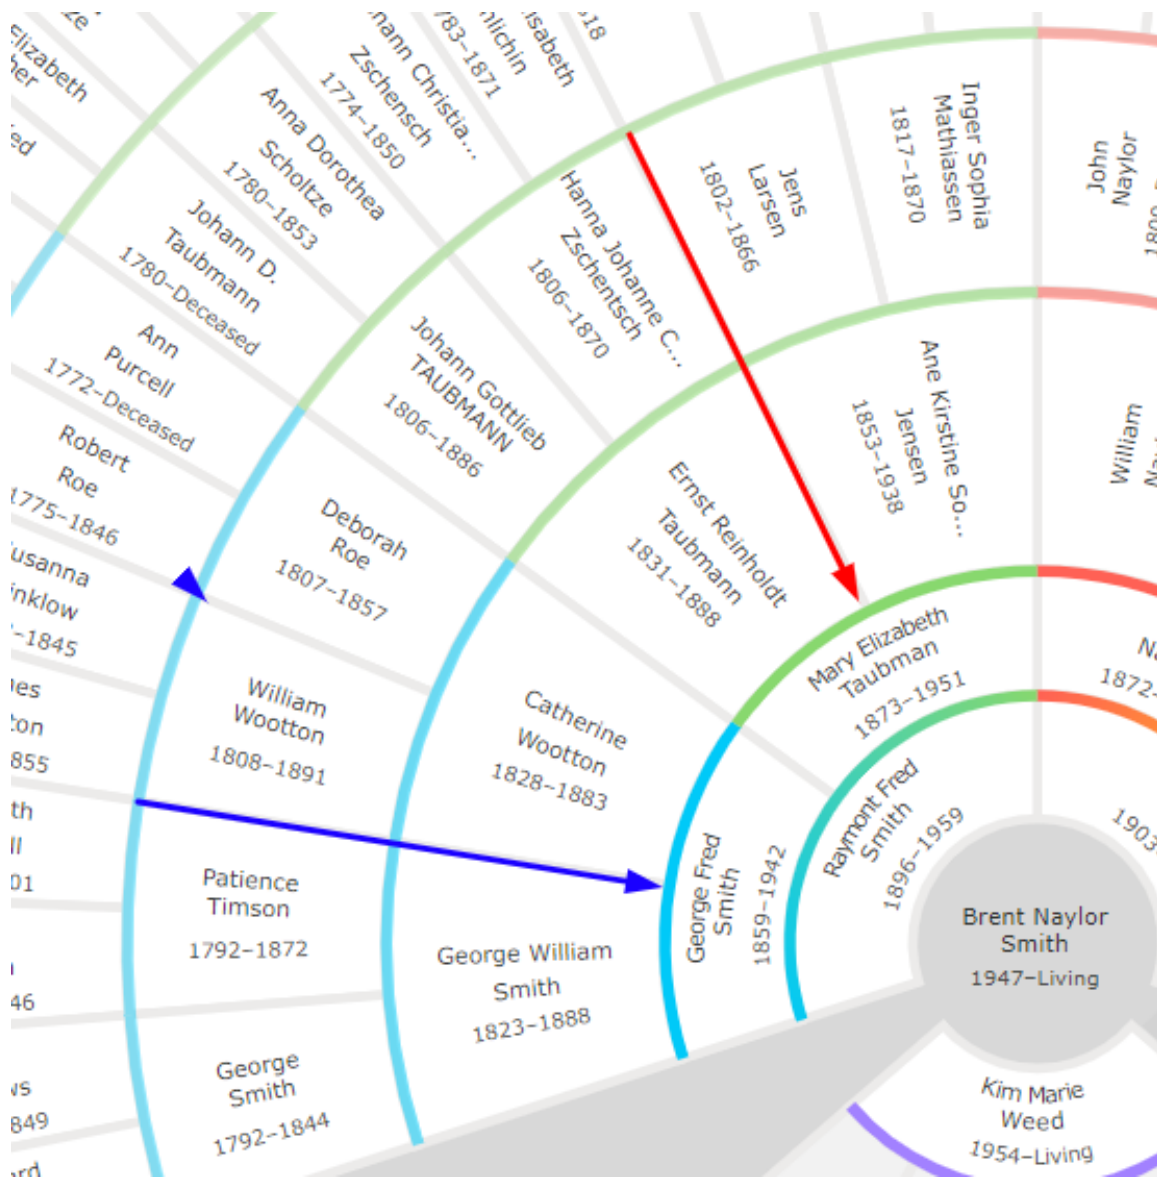 Elizabeth
1774–1850
Zschensch
Anna Dorothea
Scholtze
1780–1853
Johann D.
Taubmann
1780–Deceased
Ann
Purcell
1772–Deceased
Robert
Roe
1775–1846
Hanna Johanne C...
Zschentsch
1806–1870
Jens
Larsen
1802–1866
Inger Sophia
Mathiassen
1817–1870
John
Naylor
Johann Gottlieb
TAUBMANN
1806–1886
Deborah
Roe
1807–1857
William
Wootton
1808–1891
Patience
Timson
1792–1872
George
Smith
1792–1844
Ernst Reinholdt
Taubmann
1831–1888
Ane Kirstine So...
Jensen
1853–1938
William
Catherine
Wootton
1828–1883
George William
Smith
1823–1888
Mary Elizabeth
Taubman
1873–1951
1872–
George Fred
Smith
1859–1942
Raymont Fred
Smith
1896–1959
1903–
Brent Naylor
Smith
1947–Living
Kim Marie
Weed
1954–Living